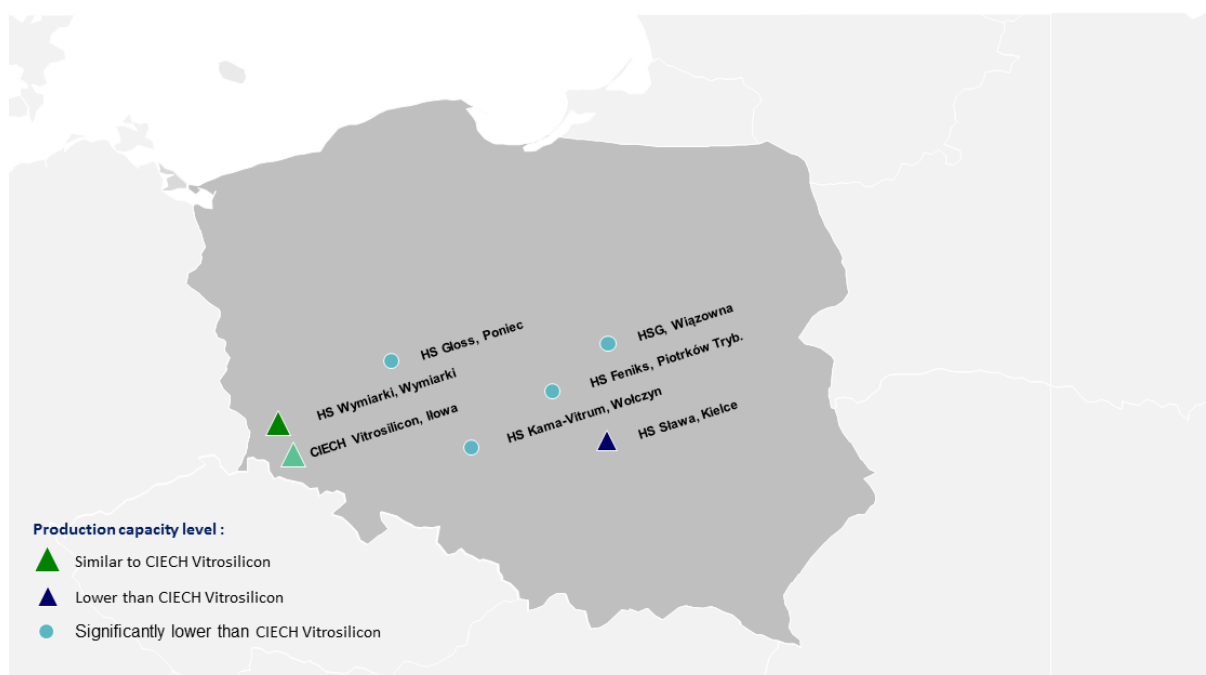 HSG, Wiązowna
HS Gloss, Poniec
HS Feniks, Piotrków Tryb.
HS Wymiarki, Wymiarki
HS Kama-Vitrum, Wołczyn
CIECH Vitrosilicon, Iłowa
HS Sława, Kielce
Production capacity level :
Similar to CIECH Vitrosilicon
Lower than CIECH Vitrosilicon
Significantly lower than CIECH Vitrosilicon